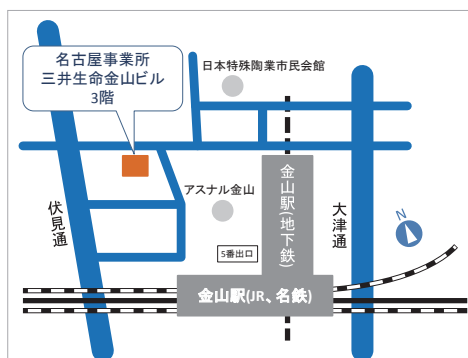 名古屋事業所
三井生命金山ビル
3階
日本特殊陶業市民会館
アスナル金山
金山駅(地下鉄)
大津通
伏見通
N
5番出口
金山駅(JR、名鉄)